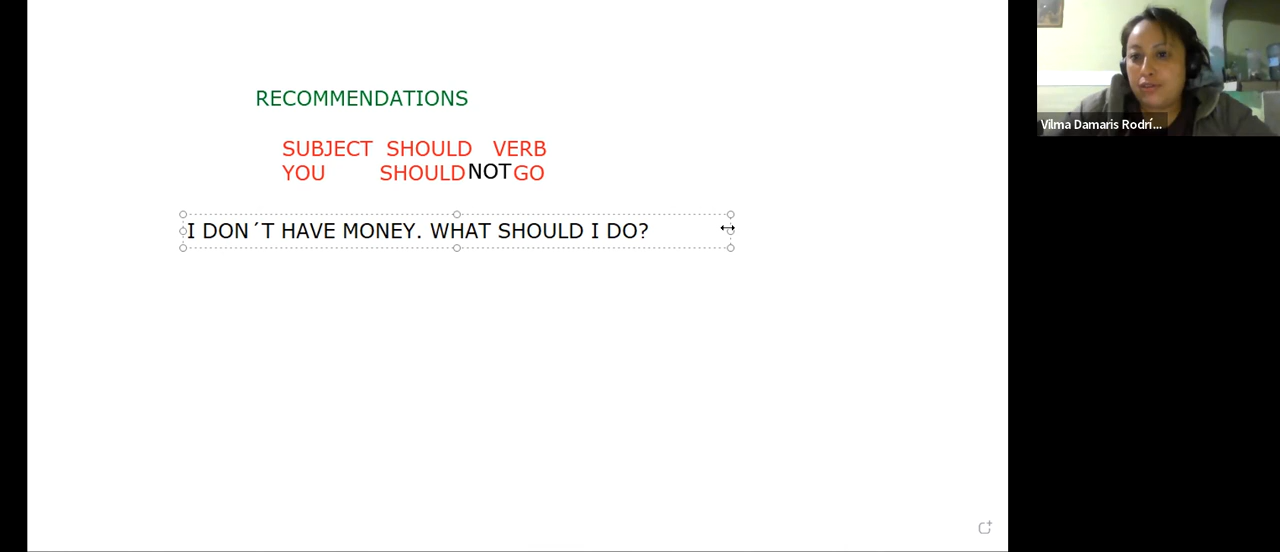 RECOMMENDATIONS
SUBJECT SHOULD VERB
YOU SHOULD NOT GO
I DON´T HAVE MONEY. WHAT SHOULD I DO?
Vilma Damaris Rodrí...